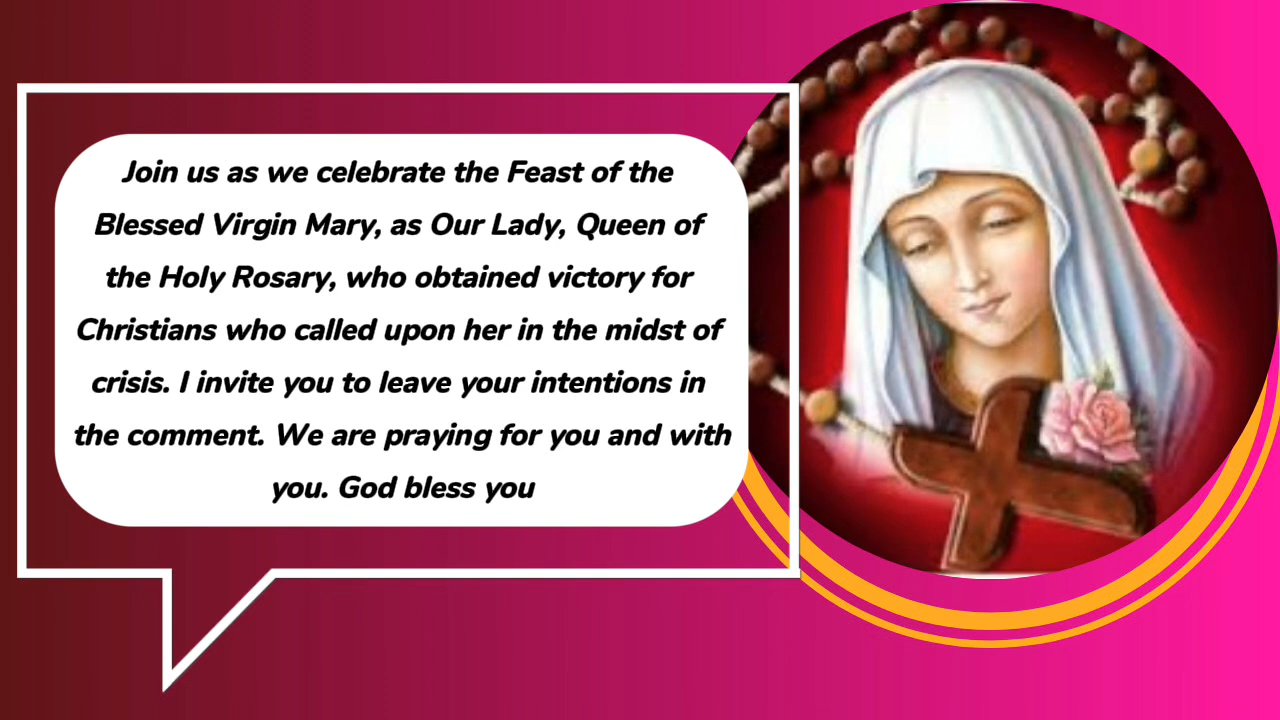 Join us as we celebrate the Feast of the
Blessed Virgin Mary, as Our Lady, Queen of
the Holy Rosary, who obtained victory for
Christians who called upon her in the midst of
crisis. I invite you to leave your intentions in
the comment. We are praying for you and with
you. God bless you